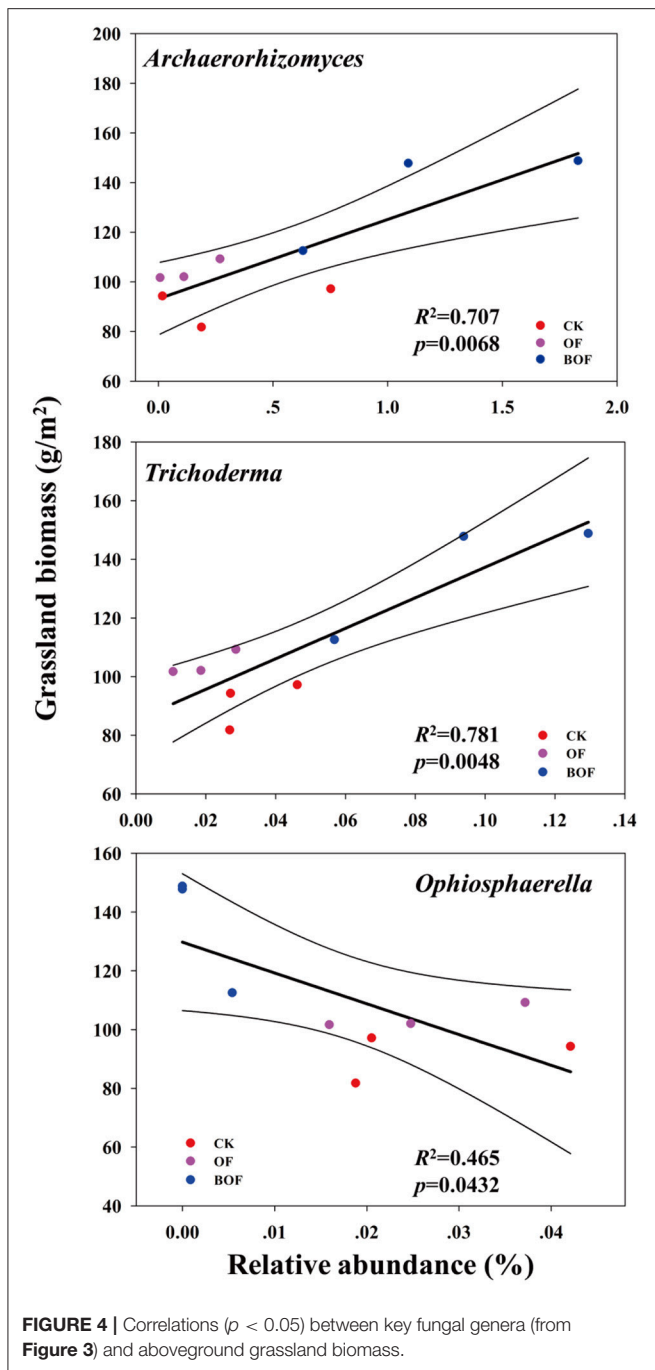 Grassland biomass (g/m²)
200
Archaerorhizomyces
180
160
140
120
100
80
60
R²=0.707
p=0.0068
CK
OF
BOF
0.0 .5 1.0 1.5 2.0
180
Trichoderma
160
140
120
100
80
60
R²=0.781
p=0.0048
CK
OF
BOF
0.00 .02 .04 .06 .08 .10 .12 .14
160
Ophiosphaerella
140
120
100
80
60
40
CK
OF
BOF
R²=0.465
p=0.0432
0.00 .01 .02 .03 .04
Relative abundance (%)
FIGURE 4 | Correlations (p < 0.05) between key fungal genera (from
Figure 3) and aboveground grassland biomass.